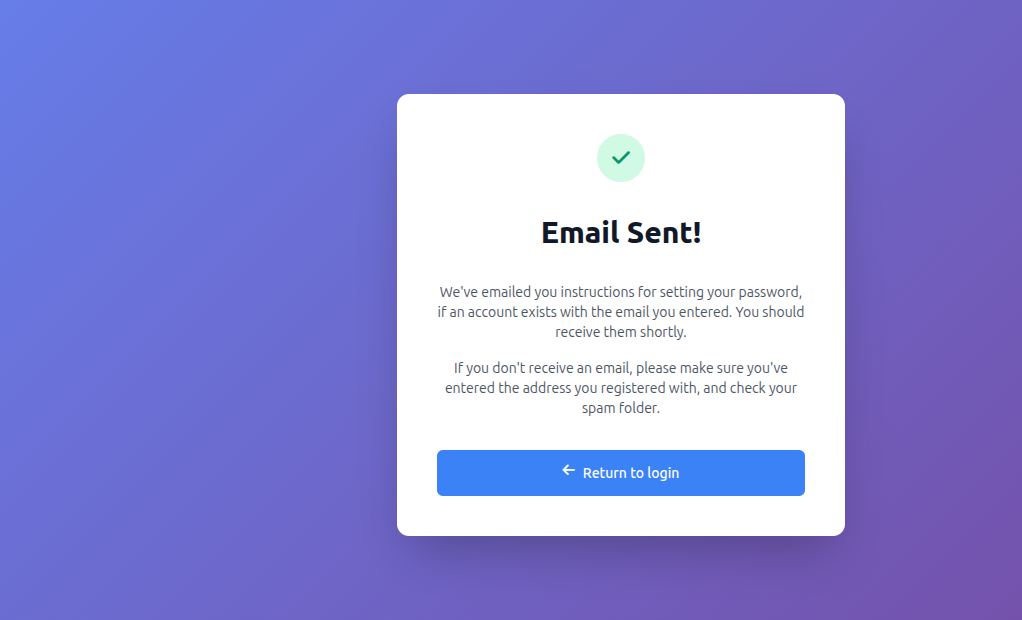 Email Sent!
We've emailed you instructions for setting your password,
if an account exists with the email you entered. You should
receive them shortly.
If you don't receive an email, please make sure you've
entered the address you registered with, and check your
spam folder.
Return to login